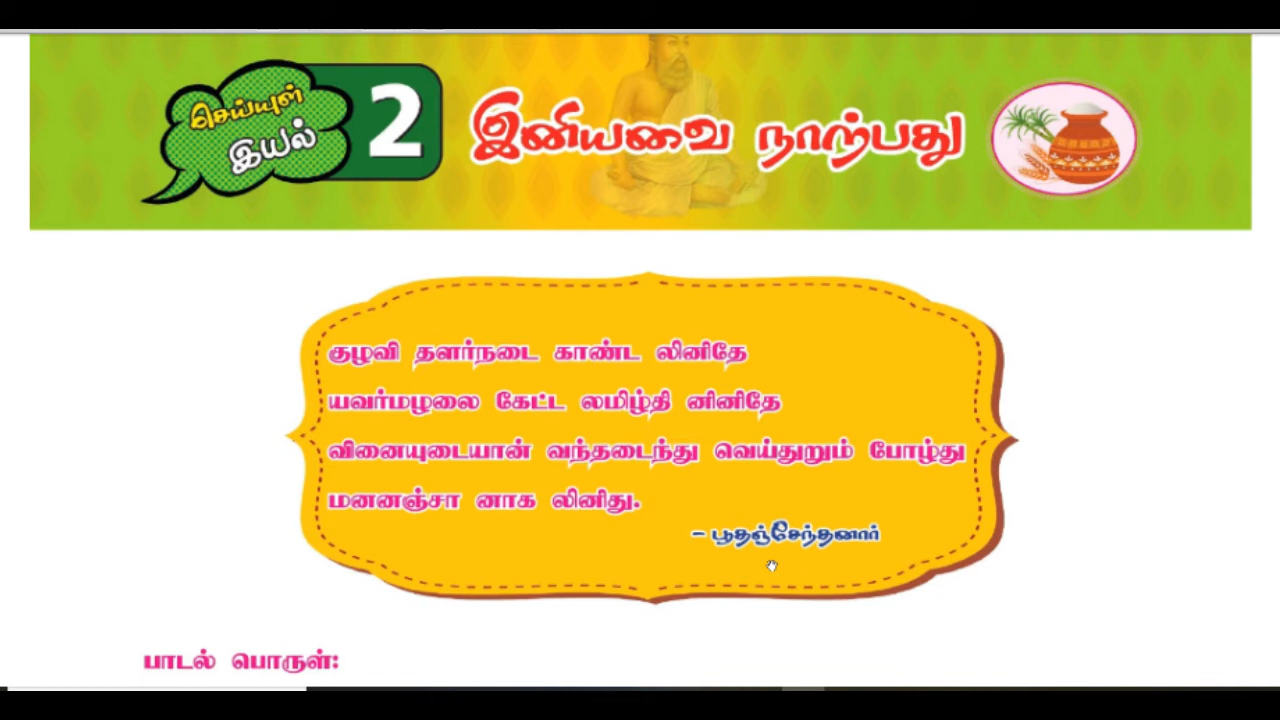 செய்யுள்
இயல்
2
இனியவை நாற்பது
குழவி தளர்நடை காண்ட லினிதே
யவர்மழலை கேட்ட லமிழ்தி னினிதே
வினையுடையான் வந்தடைந்து வெய்துறும் போழ்து
மனனஞ்சா னாக லினிது.
- பூதஞ்சேந்தனார்
பாடல் பொருள்: